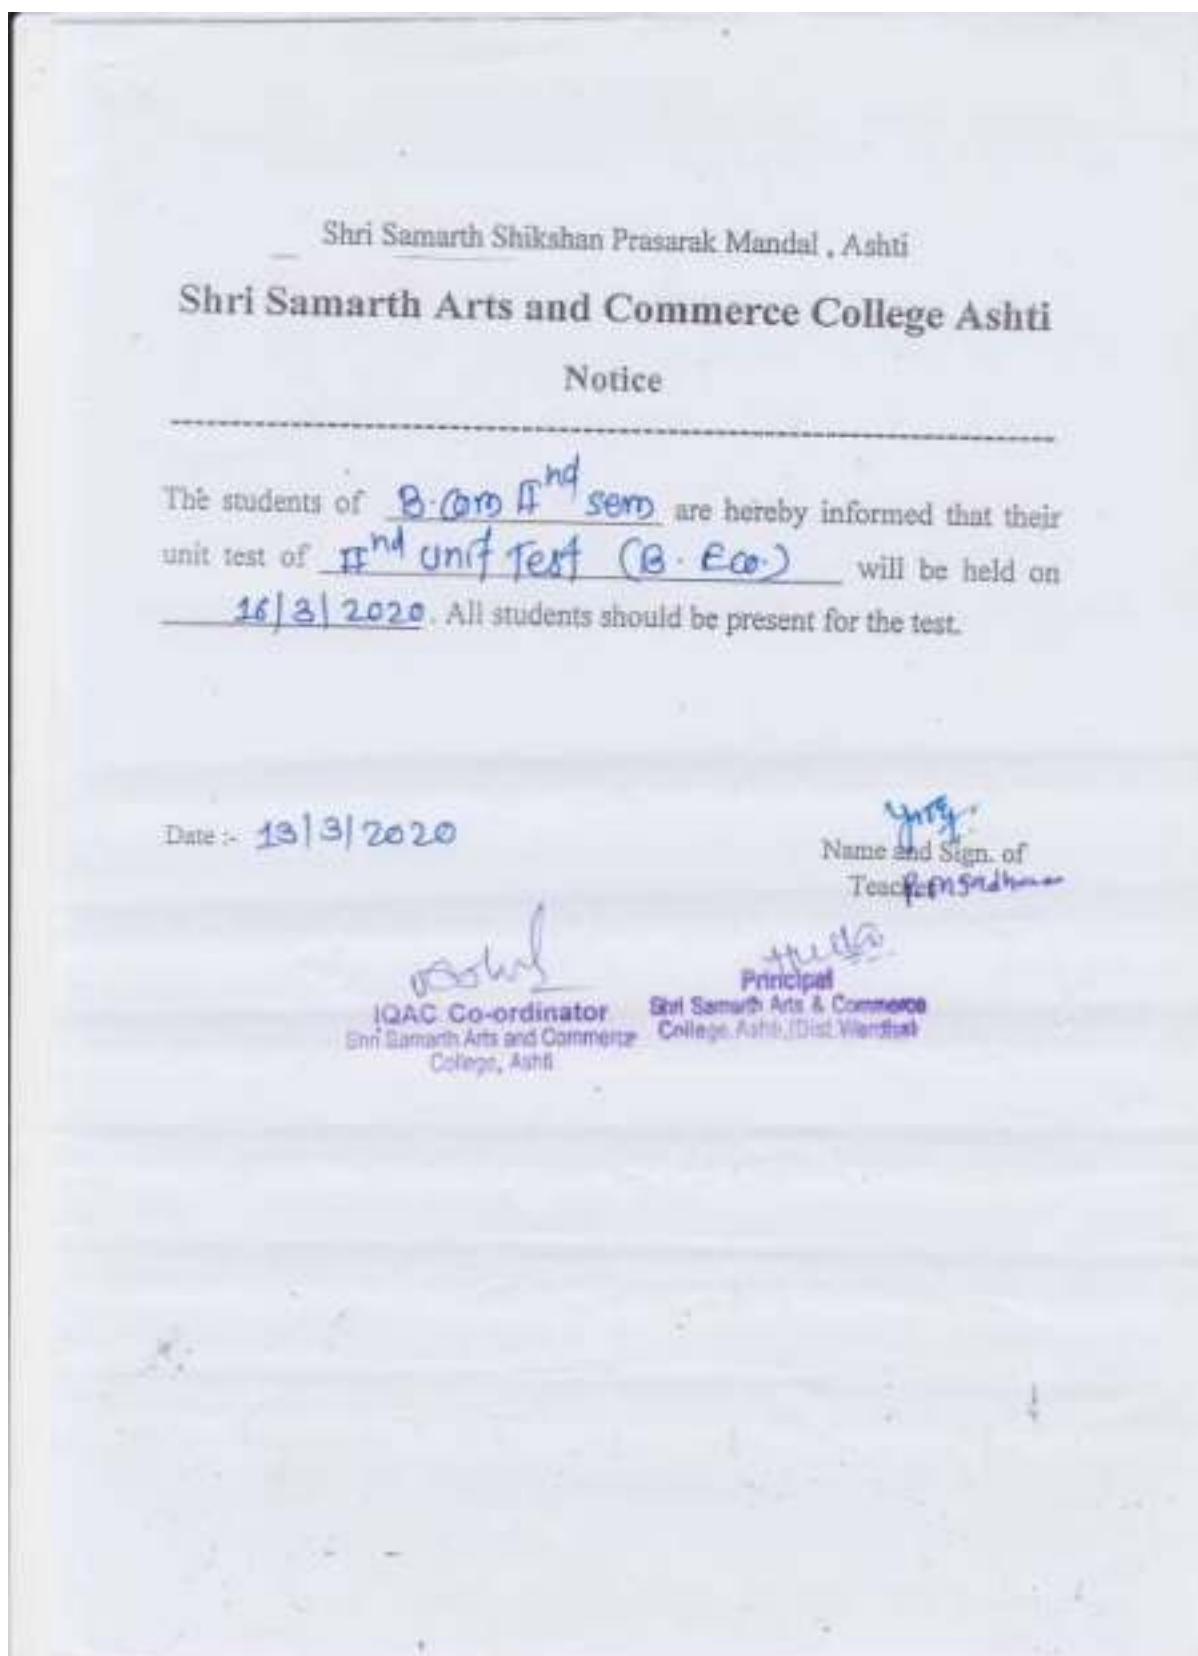 Shri Samarth Shikshan Prasarak Mandal , Ashti
Shri Samarth Arts and Commerce College Ashti
Notice
The students of B.Com IInd Sem are hereby informed that their
unit test of IInd Unit Test (B. Eco.) will be held on
16/3/2020. All students should be present for the test.
Date :- 13/3/2020
Name and Sign. of
Teacher
IQAC Co-ordinator
Shri Samarth Arts and Commerce
College, Ashti
Principal
Shri Samarth Arts & Commerce
College, Ashti, (Dist. Wardha)